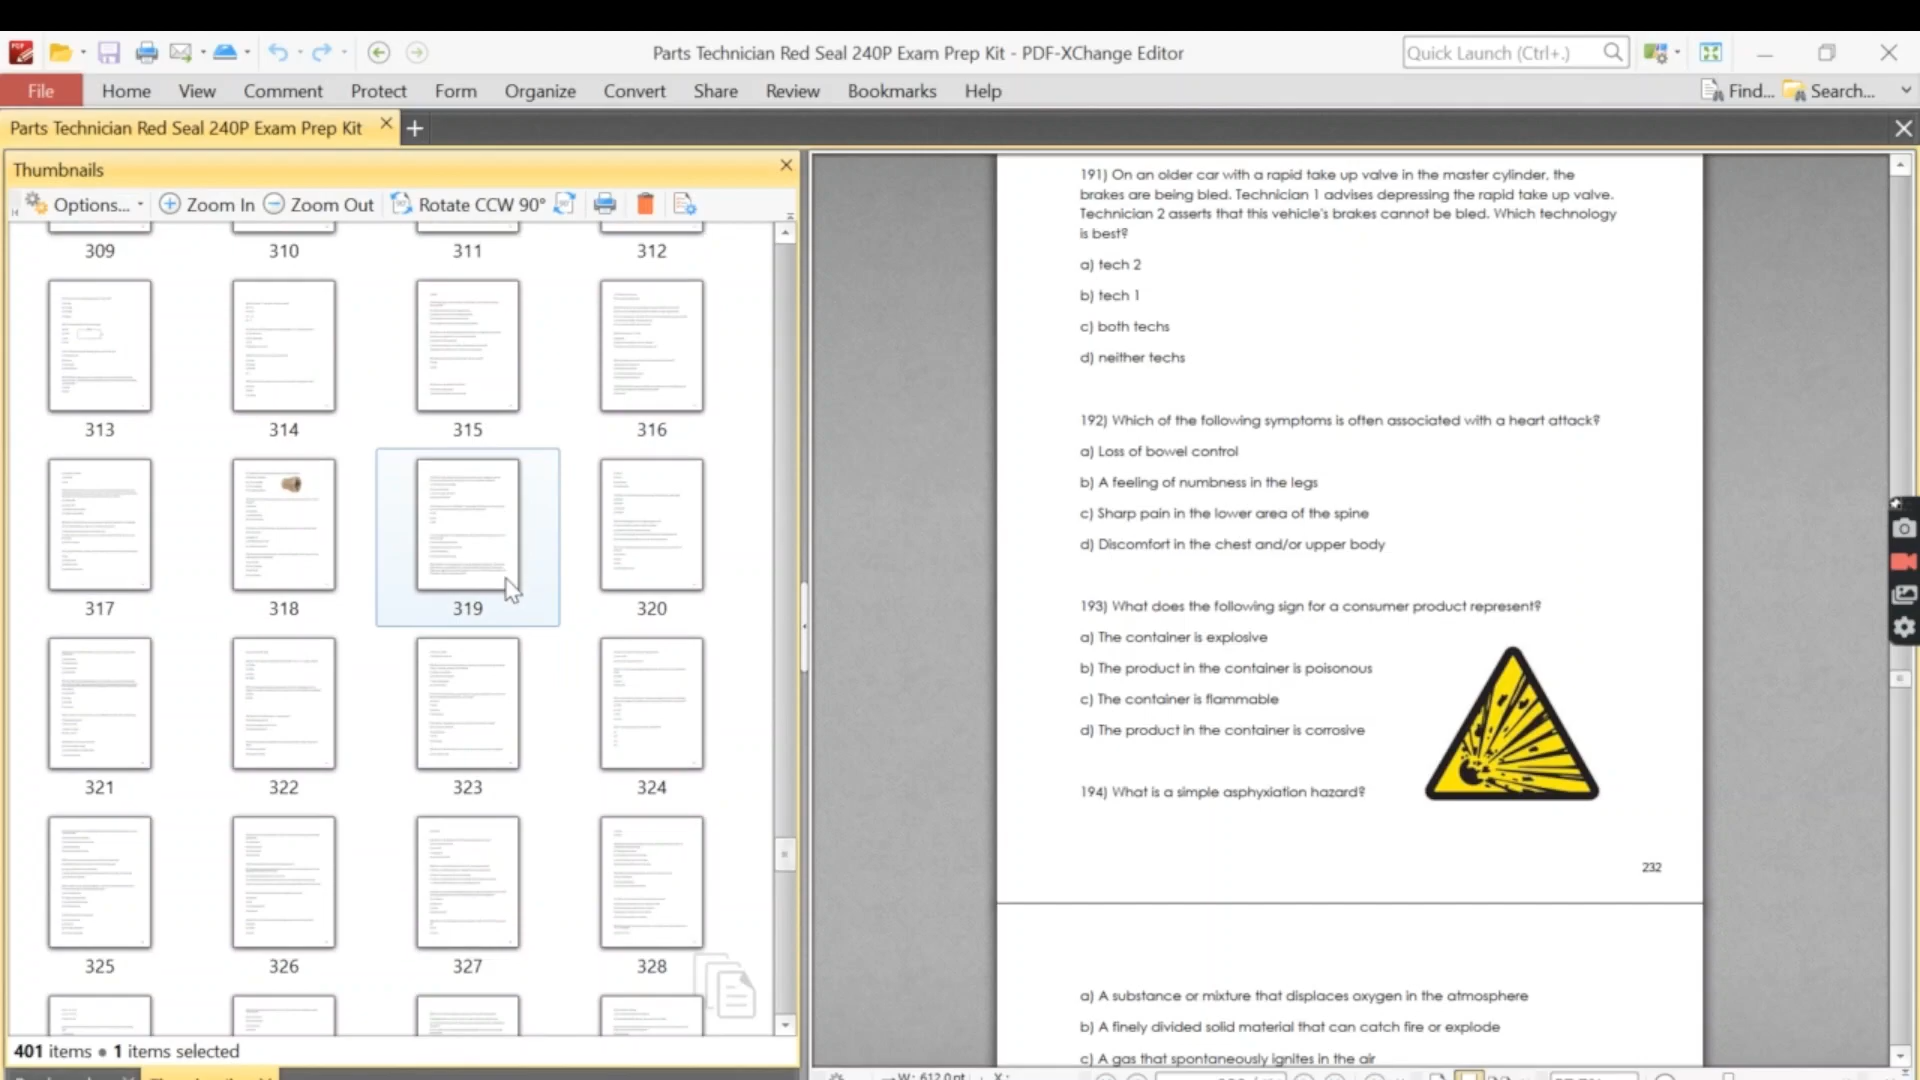 Parts Technician Red Seal 240P Exam Prep Kit - PDF-XChange Editor
Quick Launch (Ctrl+.)
File Home View Comment Protect Form Organize Convert Share Review Bookmarks Help
Find... Search...
Parts Technician Red Seal 240P Exam Prep Kit
Thumbnails
Options... Zoom In Zoom Out Rotate CCW 90°
309 310 311 312
313 314 315 316
317 318 319 320
321 322 323 324
325 326 327 328
401 items • 1 items selected
191) On an older car with a rapid take up valve in the master cylinder, the
brakes are being bled. Technician 1 advises depressing the rapid take up valve.
Technician 2 asserts that this vehicle's brakes cannot be bled. Which technology
is best?
a) tech 2
b) tech 1
c) both techs
d) neither techs
192) Which of the following symptoms is often associated with a heart attack?
a) Loss of bowel control
b) A feeling of numbness in the legs
c) Sharp pain in the lower area of the spine
d) Discomfort in the chest and/or upper body
193) What does the following sign for a consumer product represent?
a) The container is explosive
b) The product in the container is poisonous
c) The container is flammable
d) The product in the container is corrosive
194) What is a simple asphyxiation hazard?
232
a) A substance or mixture that displaces oxygen in the atmosphere
b) A finely divided solid material that can catch fire or explode
c) A gas that spontaneously ignites in the air